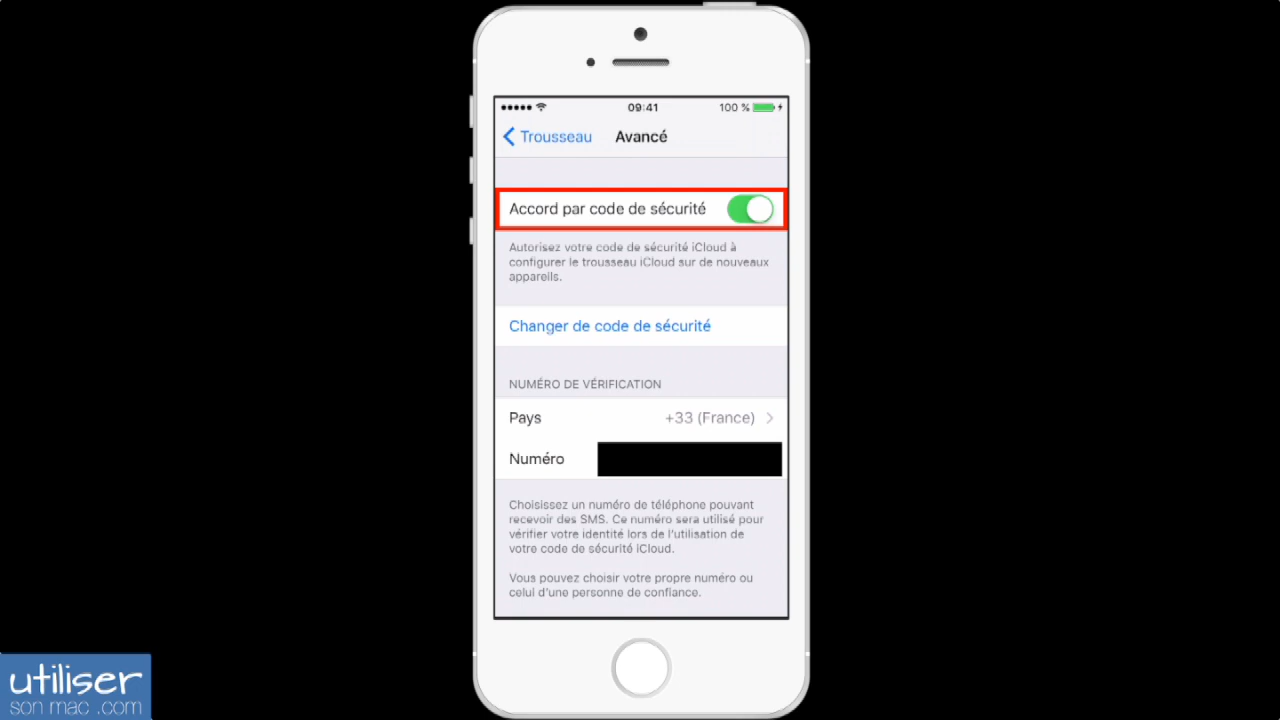 09:41
100 %
Trousseau
Avancé
Accord par code de sécurité
Autorisez votre code de sécurité iCloud à
configurer le trousseau iCloud sur de nouveaux
appareils.
Changer de code de sécurité
NUMÉRO DE VÉRIFICATION
Pays
+33 (France)
Numéro
Choisissez un numéro de téléphone pouvant
recevoir des SMS. Ce numéro sera utilisé pour
vérifier votre identité lors de l'utilisation de
votre code de sécurité iCloud.
Vous pouvez choisir votre propre numéro ou
celui d'une personne de confiance.
utiliser
son mac .com